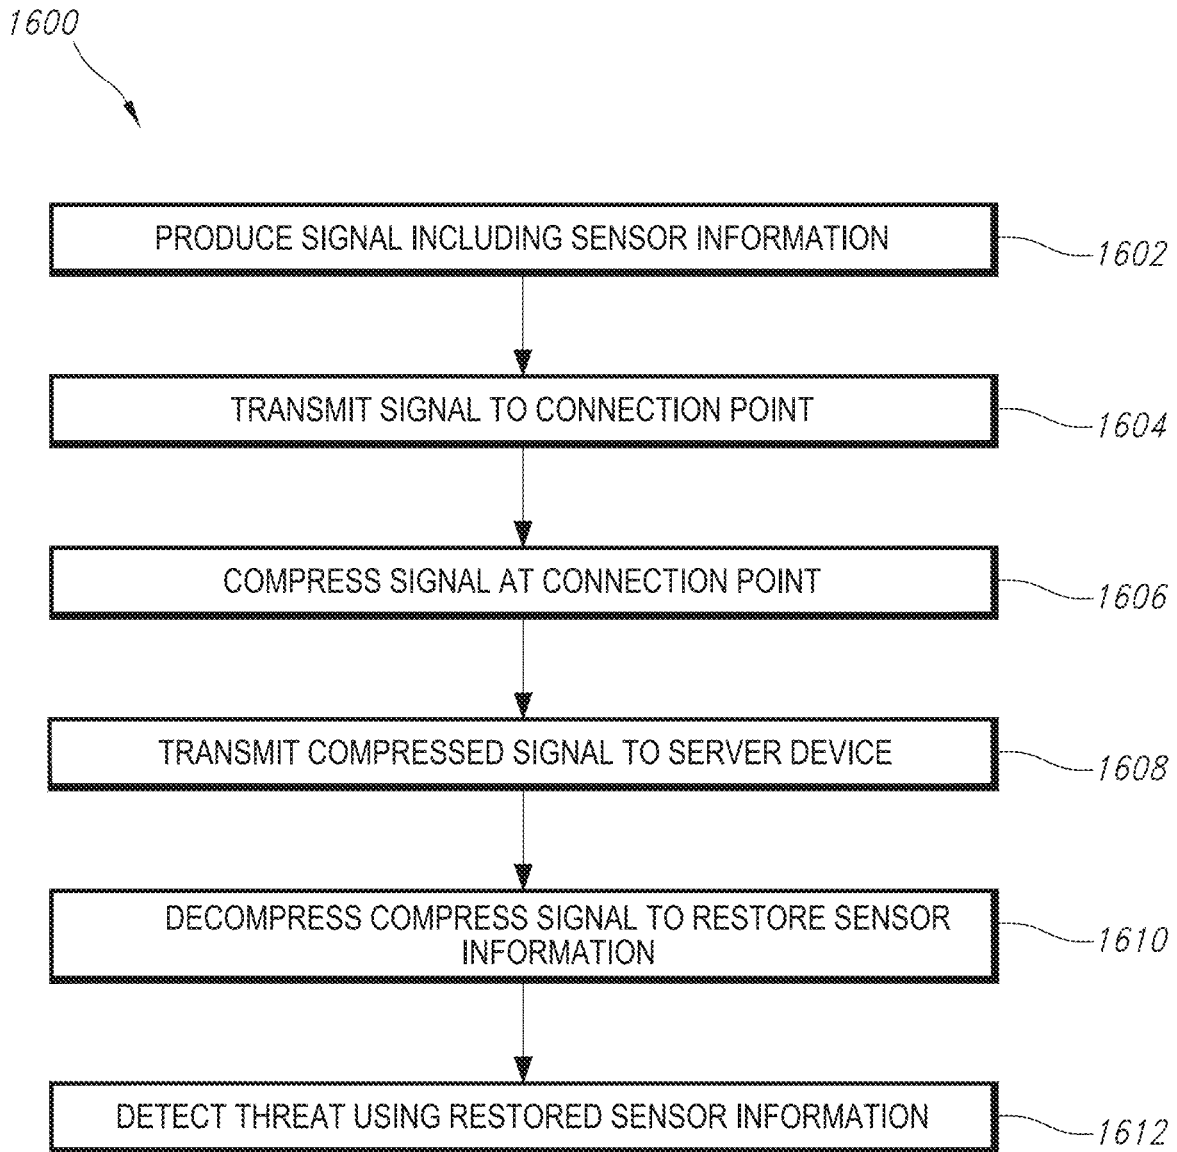 1600
PRODUCE SIGNAL INCLUDING SENSOR INFORMATION
1602
TRANSMIT SIGNAL TO CONNECTION POINT
1604
COMPRESS SIGNAL AT CONNECTION POINT
1606
TRANSMIT COMPRESSED SIGNAL TO SERVER DEVICE
1608
DECOMPRESS COMPRESS SIGNAL TO RESTORE SENSOR
INFORMATION
1610
DETECT THREAT USING RESTORED SENSOR INFORMATION
1612